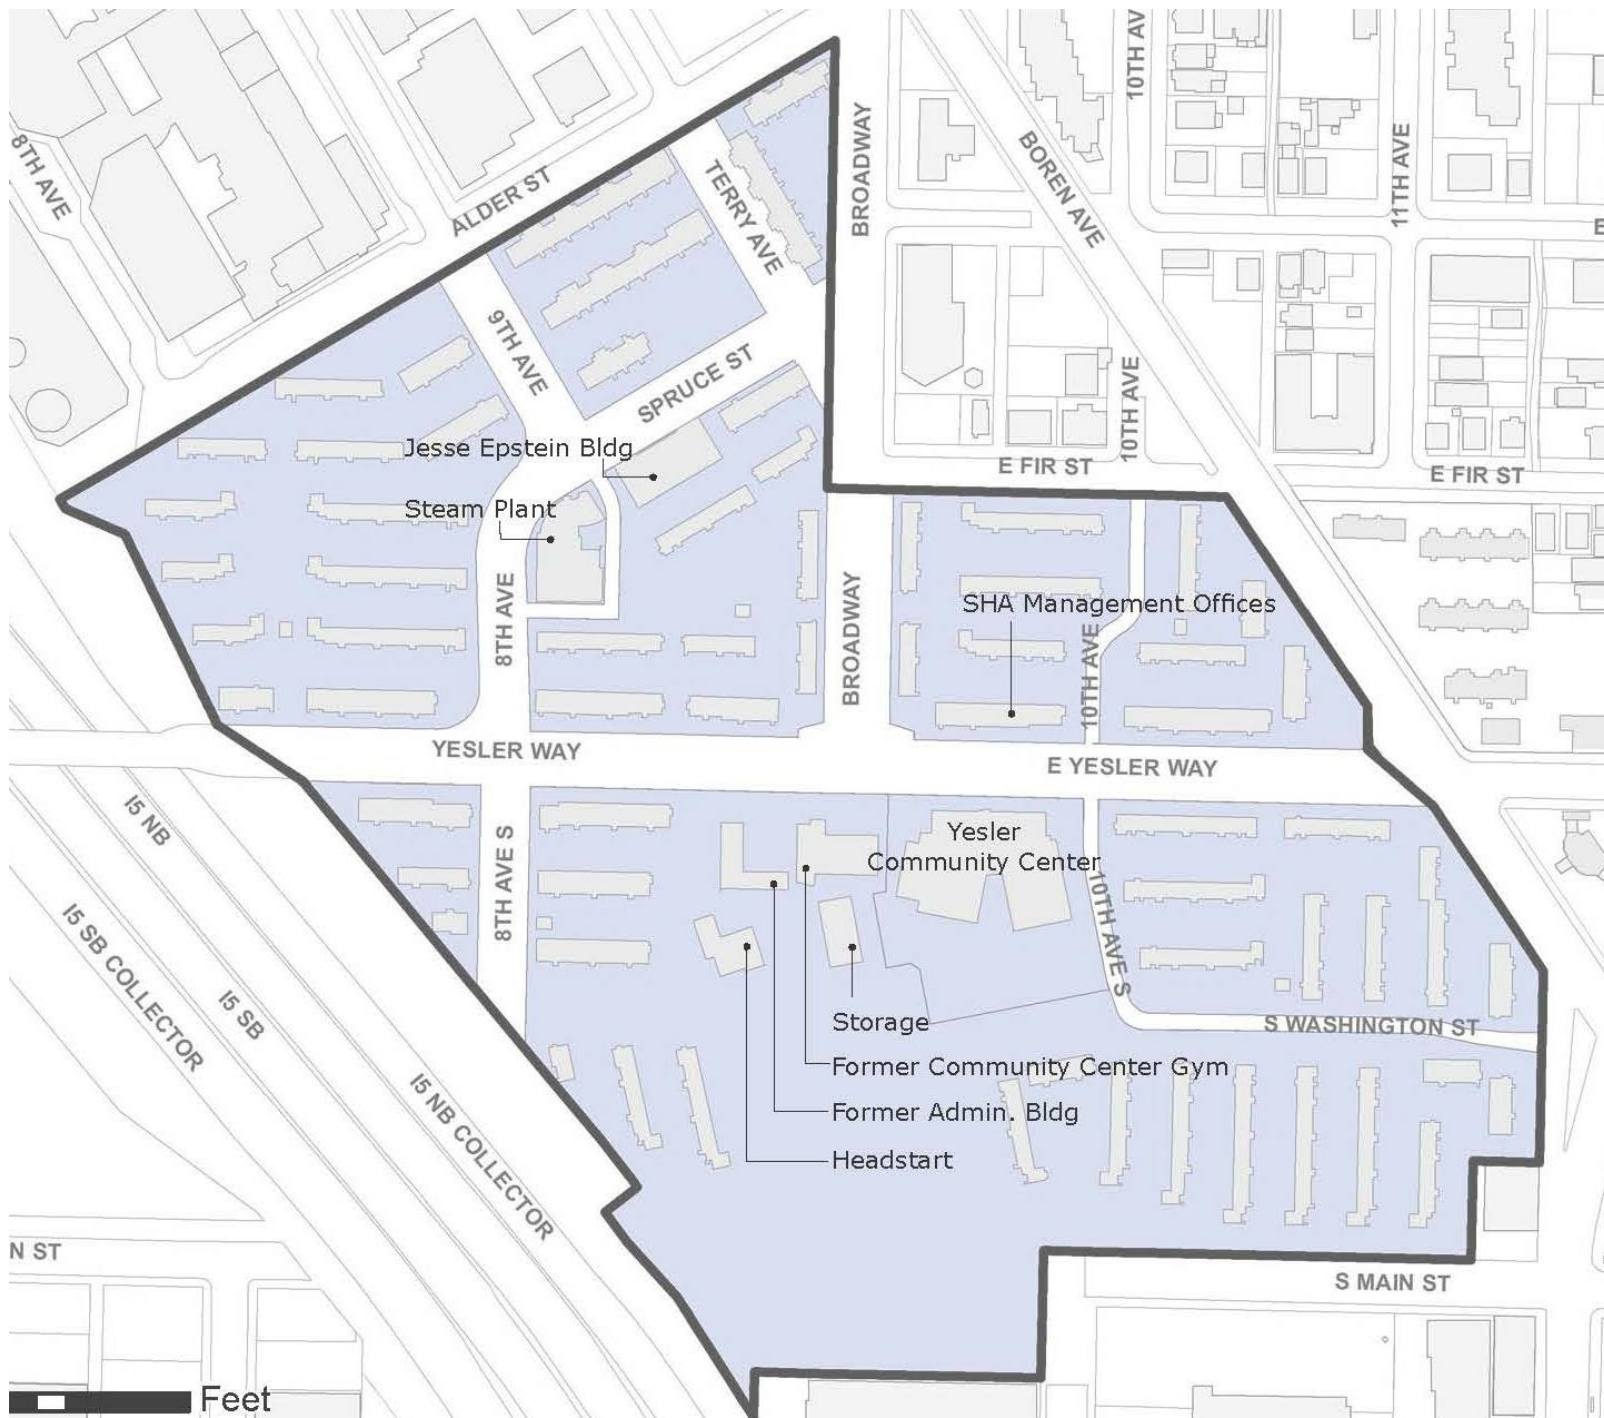 10TH AV
8TH AVE
BROADWAY
BOREN AVE
11TH AVE
TERRY AVE
ALDER ST
E
9TH AVE
SPRUCE ST
10TH AVE
Jesse Epstein Bldg
E FIR ST
E FIR ST
Steam Plant
8TH AVE
BROADWAY
SHA Management Offices
10TH AVE
YESLER WAY
E YESLER WAY
I5 NB
8TH AVE S
Yesler
Community Center
10TH AVE S
I5 SB COLLECTOR
I5 SB
Storage
S WASHINGTON ST
I5 NB COLLECTOR
Former Community Center Gym
Former Admin. Bldg
Headstart
N ST
S MAIN ST
Feet